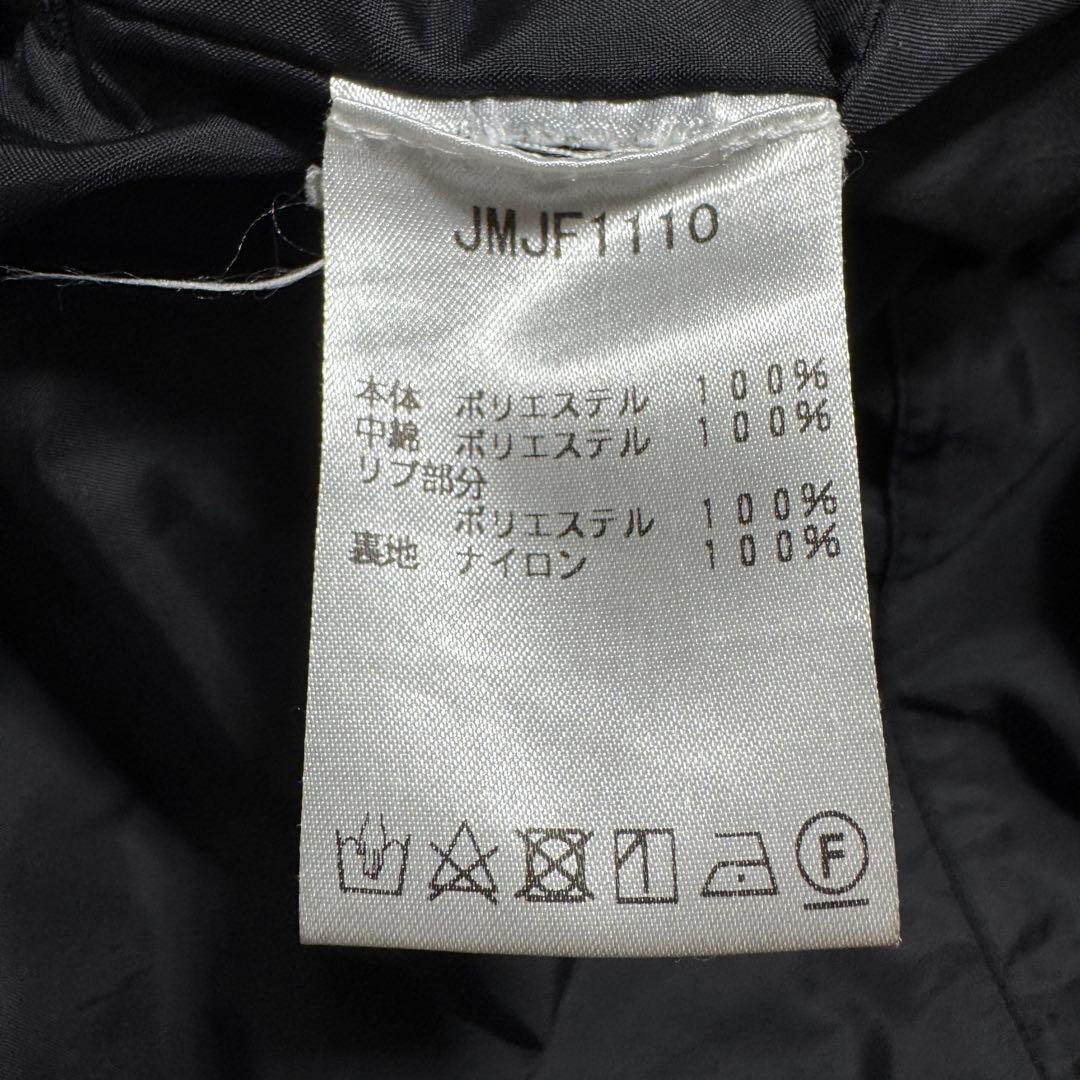 JMJF1110
本体 ポリエステル 100%
中綿 ポリエステル 100%
リブ部分
ポリエステル 100%
裏地 ナイロン 100%
F